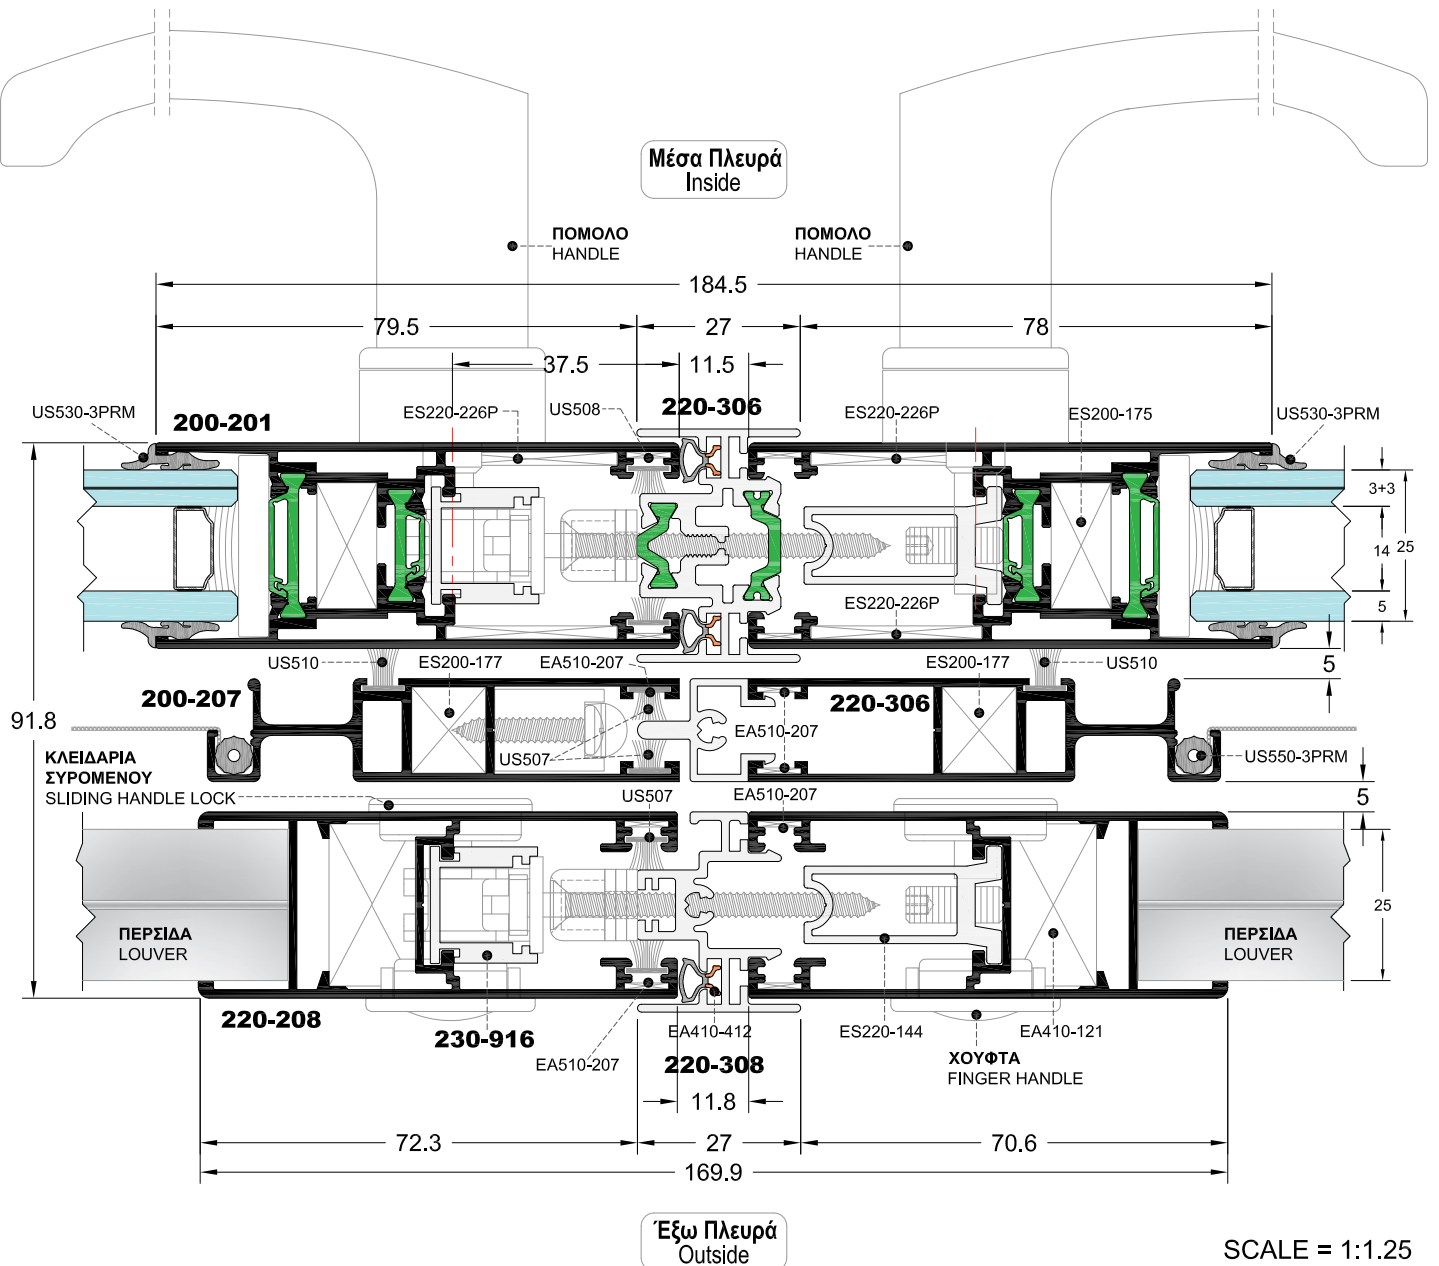 Μέσα Πλευρά
Inside
ΠΟΜΟΛΟ
HANDLE
ΠΟΜΟΛΟ
HANDLE
184.5
79.5
27
78
37.5
11.5
US530-3PRM
200-201
ES220-226P
US508
220-306
ES220-226P
ES200-175
US530-3PRM
3+3
14
25
5
ES220-226P
US510
ES200-177
EA510-207
ES200-177
US510
5
200-207
220-306
91.8
EA510-207
US507
US550-3PRM
ΚΛΕΙΔΑΡΙΑ
ΣΥΡΟΜΕΝΟΥ
SLIDING HANDLE LOCK
US507
EA510-207
5
ΠΕΡΣΙΔΑ
LOUVER
ΠΕΡΣΙΔΑ
LOUVER
25
220-208
230-916
EA510-207
EA410-412
220-308
ES220-144
EA410-121
ΧΟΥΦΤΑ
FINGER HANDLE
11.8
72.3
27
70.6
169.9
Έξω Πλευρά
Outside
SCALE = 1:1.25